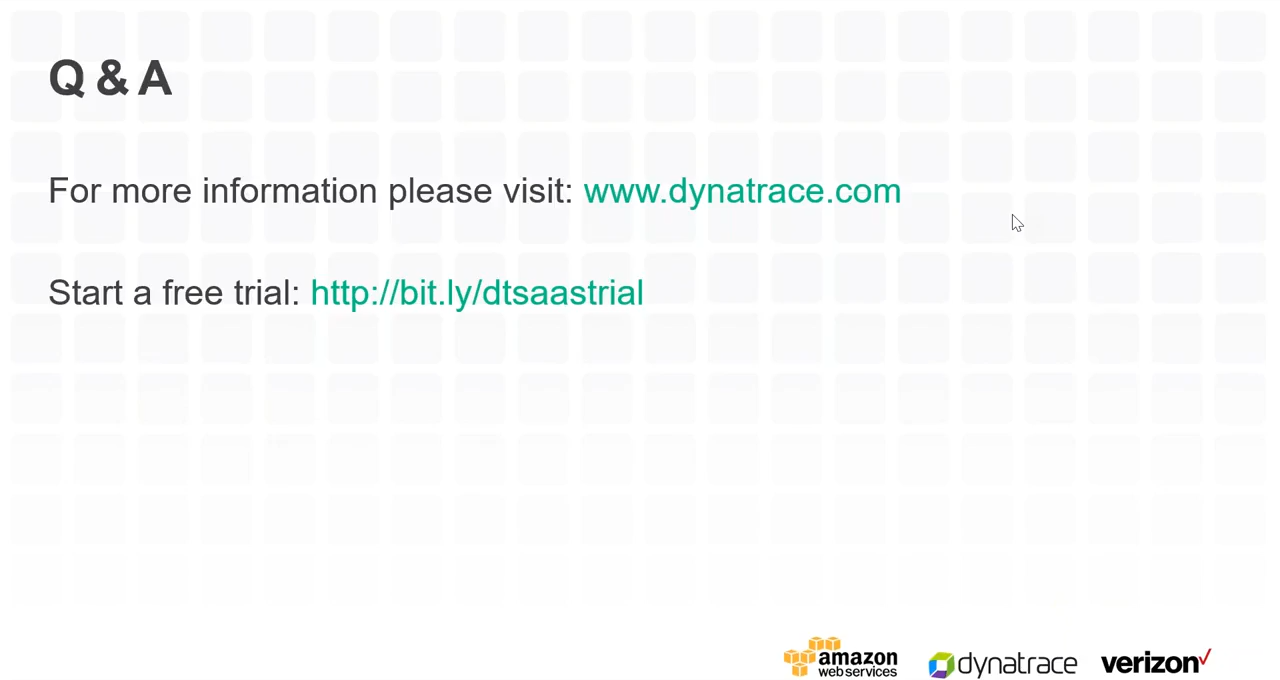 Q & A
For more information please visit: www.dynatrace.com
Start a free trial: http://bit.ly/dtsaastrial
amazon
web services
dynatrace
verizon